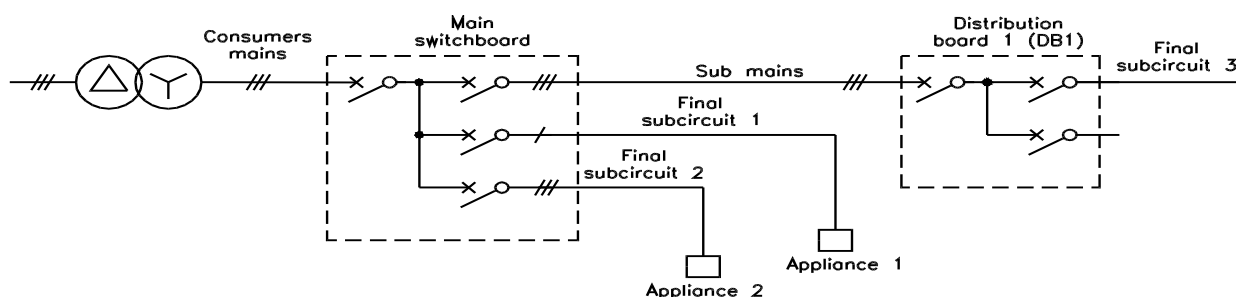 Consumers
mains
Main
switchboard
Sub mains
Distribution
board 1 (DB1)
Final
subcircuit 3
Final
subcircuit 1
Final
subcircuit 2
Appliance 1
Appliance 2